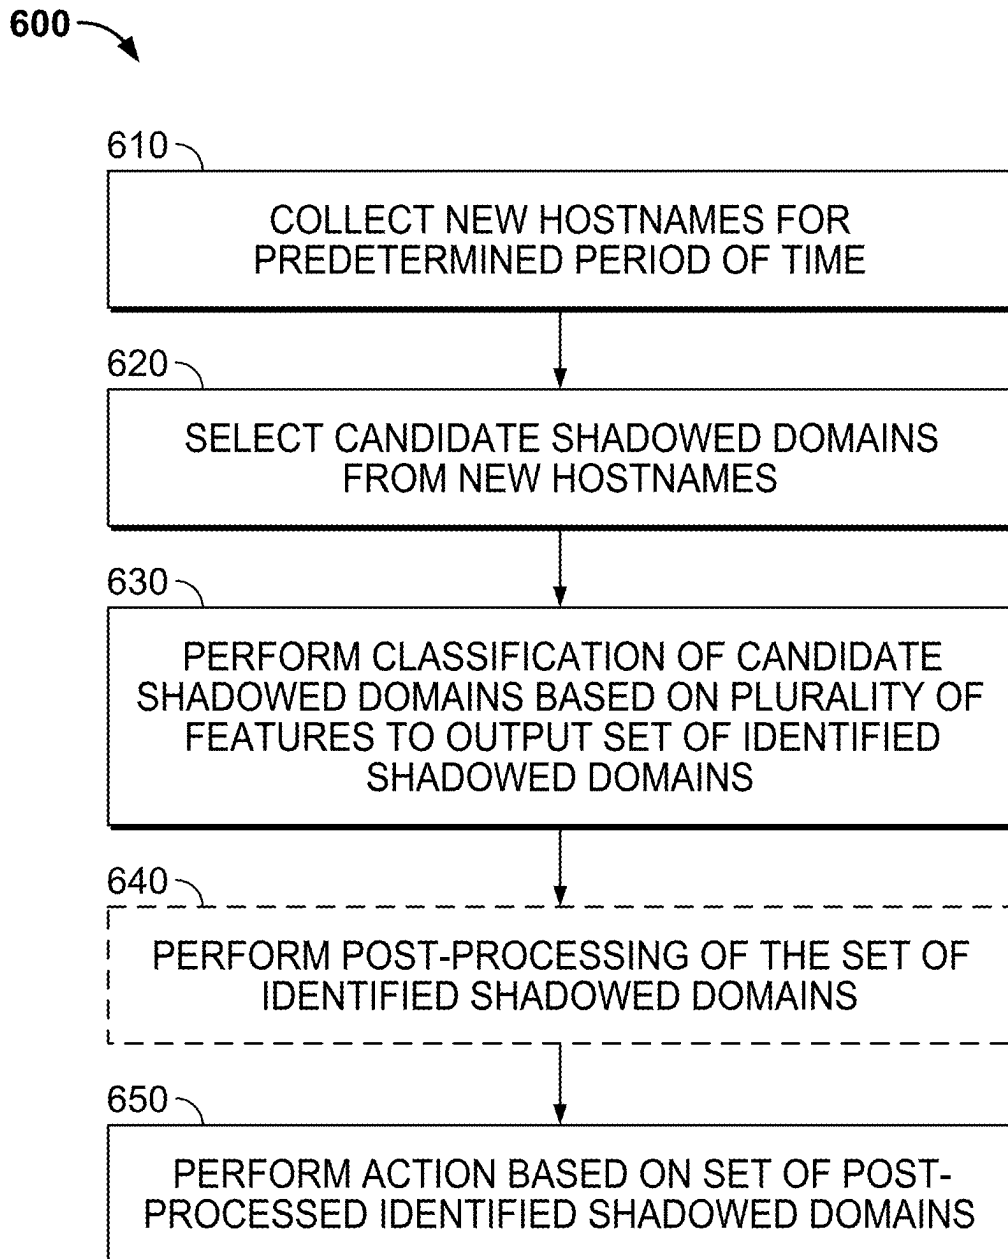 600
610
COLLECT NEW HOSTNAMES FOR
PREDETERMINED PERIOD OF TIME
620
SELECT CANDIDATE SHADOWED DOMAINS
FROM NEW HOSTNAMES
630
PERFORM CLASSIFICATION OF CANDIDATE
SHADOWED DOMAINS BASED ON PLURALITY OF
FEATURES TO OUTPUT SET OF IDENTIFIED
SHADOWED DOMAINS
640
PERFORM POST-PROCESSING OF THE SET OF
IDENTIFIED SHADOWED DOMAINS
650
PERFORM ACTION BASED ON SET OF POST-
PROCESSED IDENTIFIED SHADOWED DOMAINS